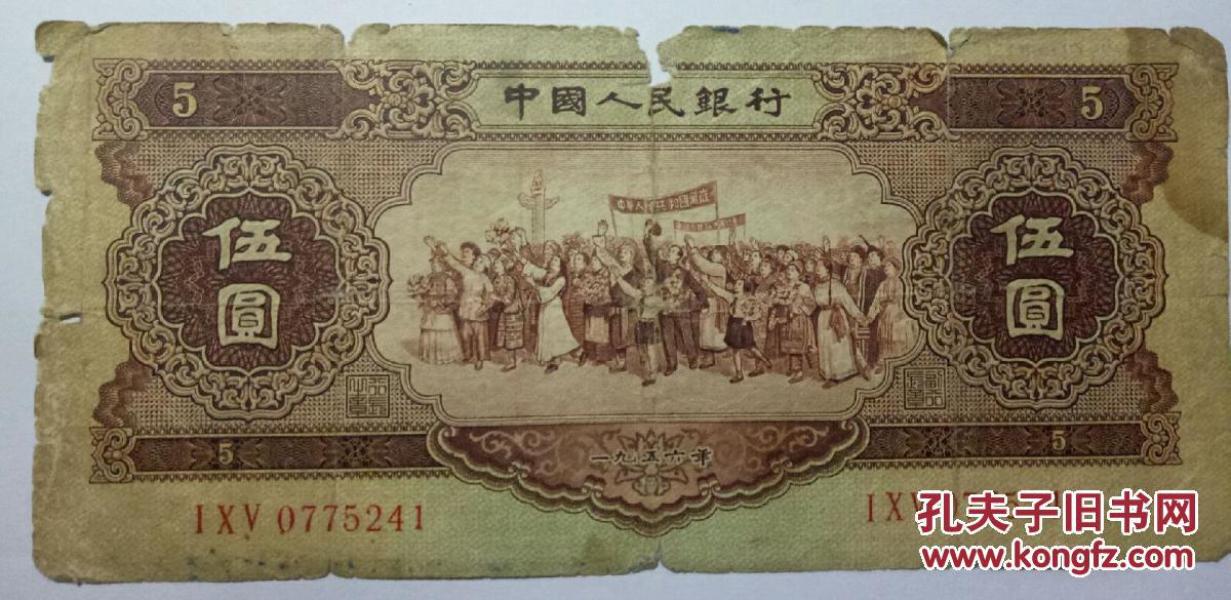 5 中國人民銀行 5
伍圓
伍圓
5 一九五六年 5
IXV 0775241
IXV
孔夫子旧书网
www.kongfz.com